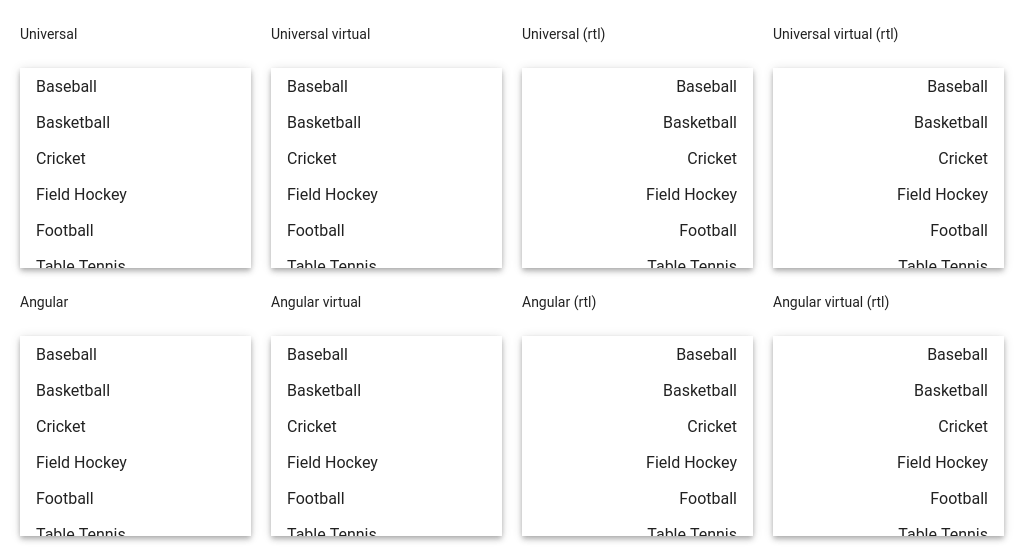 Universal
Baseball
Basketball
Cricket
Field Hockey
Football
Table Tennis
Universal virtual
Baseball
Basketball
Cricket
Field Hockey
Football
Table Tennis
Universal (rtl)
Baseball
Basketball
Cricket
Field Hockey
Football
Table Tennis
Universal virtual (rtl)
Baseball
Basketball
Cricket
Field Hockey
Football
Table Tennis
Angular
Baseball
Basketball
Cricket
Field Hockey
Football
Table Tennis
Angular virtual
Baseball
Basketball
Cricket
Field Hockey
Football
Table Tennis
Angular (rtl)
Baseball
Basketball
Cricket
Field Hockey
Football
Table Tennis
Angular virtual (rtl)
Baseball
Basketball
Cricket
Field Hockey
Football
Table Tennis